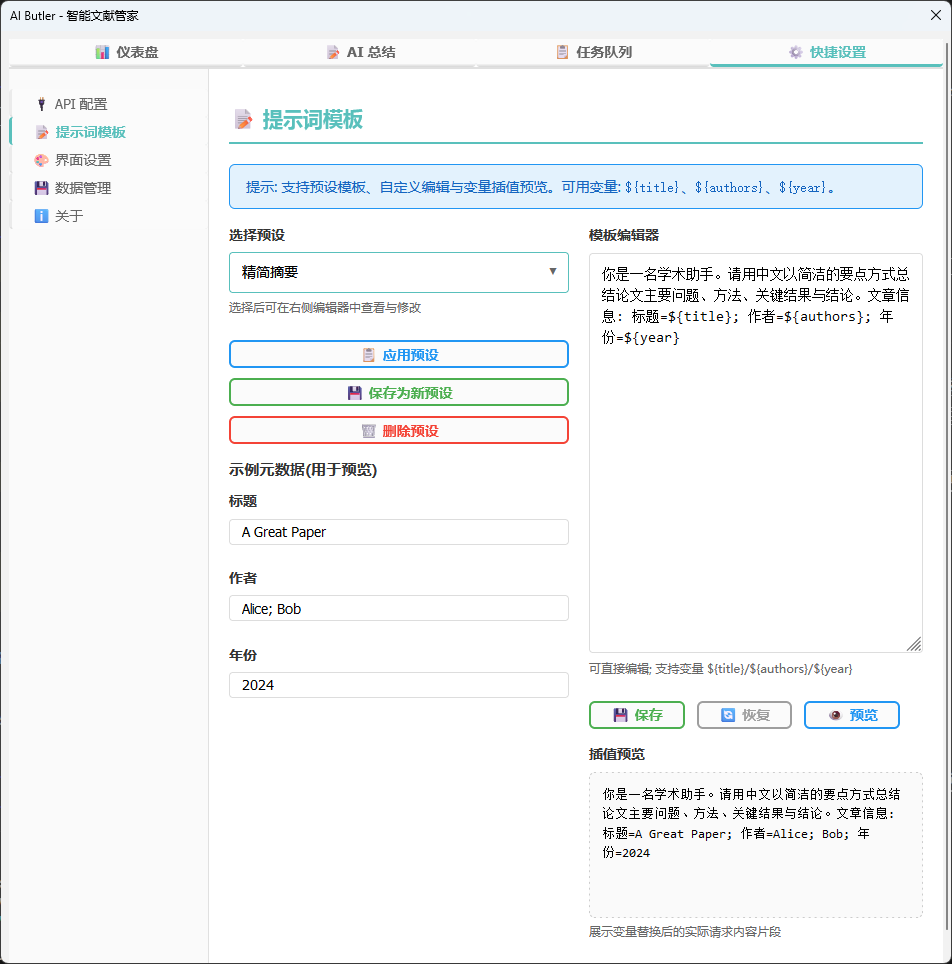 AI Butler - 智能文献管家
仪表盘
AI 总结
任务队列
快捷设置
API 配置
提示词模板
界面设置
数据管理
关于
提示词模板
提示: 支持预设模板、自定义编辑与变量插值预览。可用变量: ${title}、${authors}、${year}。
选择预设
精简摘要
选择后可在右侧编辑器中查看与修改
应用预设
保存为新预设
删除预设
示例元数据(用于预览)
标题
A Great Paper
作者
Alice; Bob
年份
2024
模板编辑器
你是一名学术助手。请用中文以简洁的要点方式总
结论文主要问题、方法、关键结果与结论。文章信
息: 标题=${title}; 作者=${authors}; 年
份=${year}
可直接编辑; 支持变量 ${title}/${authors}/${year}
保存
恢复
预览
插值预览
你是一名学术助手。请用中文以简洁的要点方式总结
论文主要问题、方法、关键结果与结论。文章信息:
标题=A Great Paper; 作者=Alice; Bob; 年
份=2024
展示变量替换后的实际请求内容片段